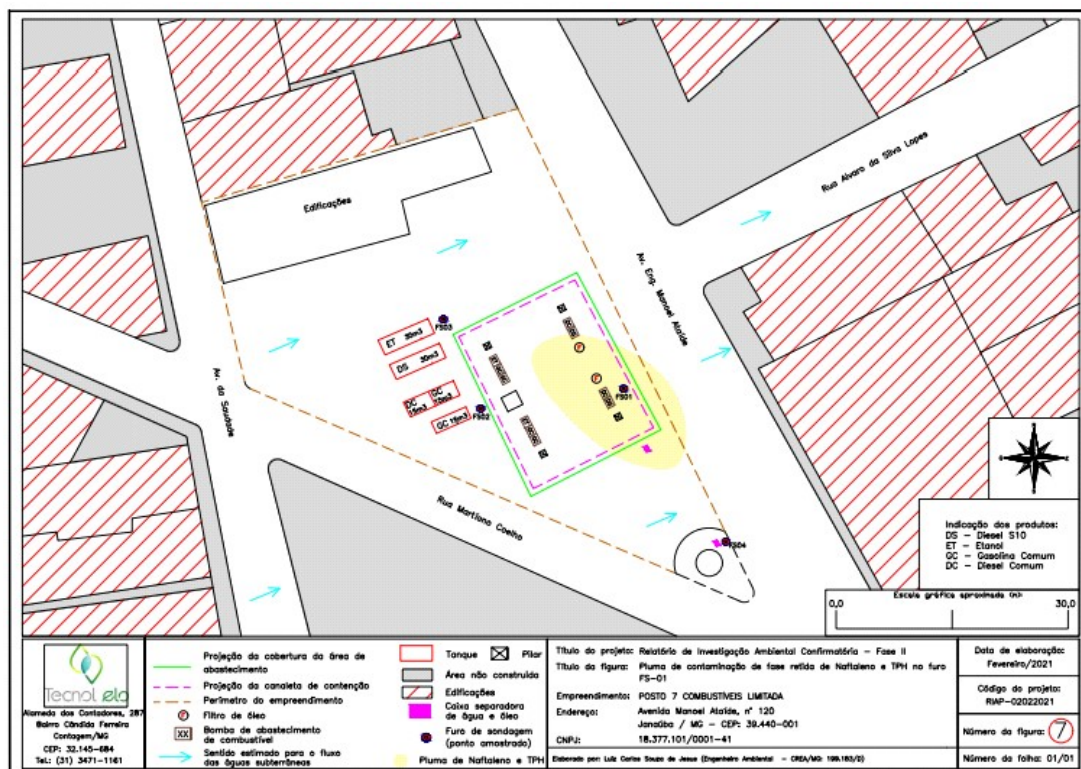 Rua Alvaro da Silva Lopes
Edificações
Av. Eng. Manoel Ataíde
FS03
ET 30m3
DS 30m3
DC 15m3
GC 10m3
GC 15m3
FS02
FS01
Av. da Saudade
Rua Martiano Coelho
FS04
Indicação dos produtos:
DS – Diesel S10
ET – Etanol
GC – Gasolina Comum
DC – Diesel Comum
Escala gráfica aproximada (m)
0,0
30,0
Tecnol elo
Alameda dos Contadores, 287
Bairro Cândida Ferreira
Contagem/MG
CEP: 32.145-684
Tel.: (31) 3471-1161
Projeção da cobertura da área de
abastecimento
Projeção da canaleta de contenção
Perímetro do empreendimento
Filtro de óleo
XX
Bomba de abastecimento
de combustível
Sentido estimado para o fluxo
das águas subterrâneas
Tanque
Pilar
Área não construída
Edificações
Caixa separadora
de água e óleo
Furo de sondagem
(ponto amostrado)
Pluma de Naftaleno e TPH
Título do projeto: Relatório de Investigação Ambiental Confirmatória – Fase II
Título da figura: Pluma de contaminação de fase retida de Naftaleno e TPH no furo
FS-01
Empreendimento: POSTO 7 COMBUSTÍVEIS LIMITADA
Endereço: Avenida Manoel Ataíde, n° 120
Janaúba / MG – CEP: 39.440-001
CNPJ: 18.377.101/0001-41
Elaborado por: Luiz Carlos Souza de Jesus (Engenheiro Ambiental – CREA/MG:
Data de elaboração:
Fevereiro/2021
Código do projeto:
RIAP-02022021
Número da figura: 7
Número da folha: 01/01